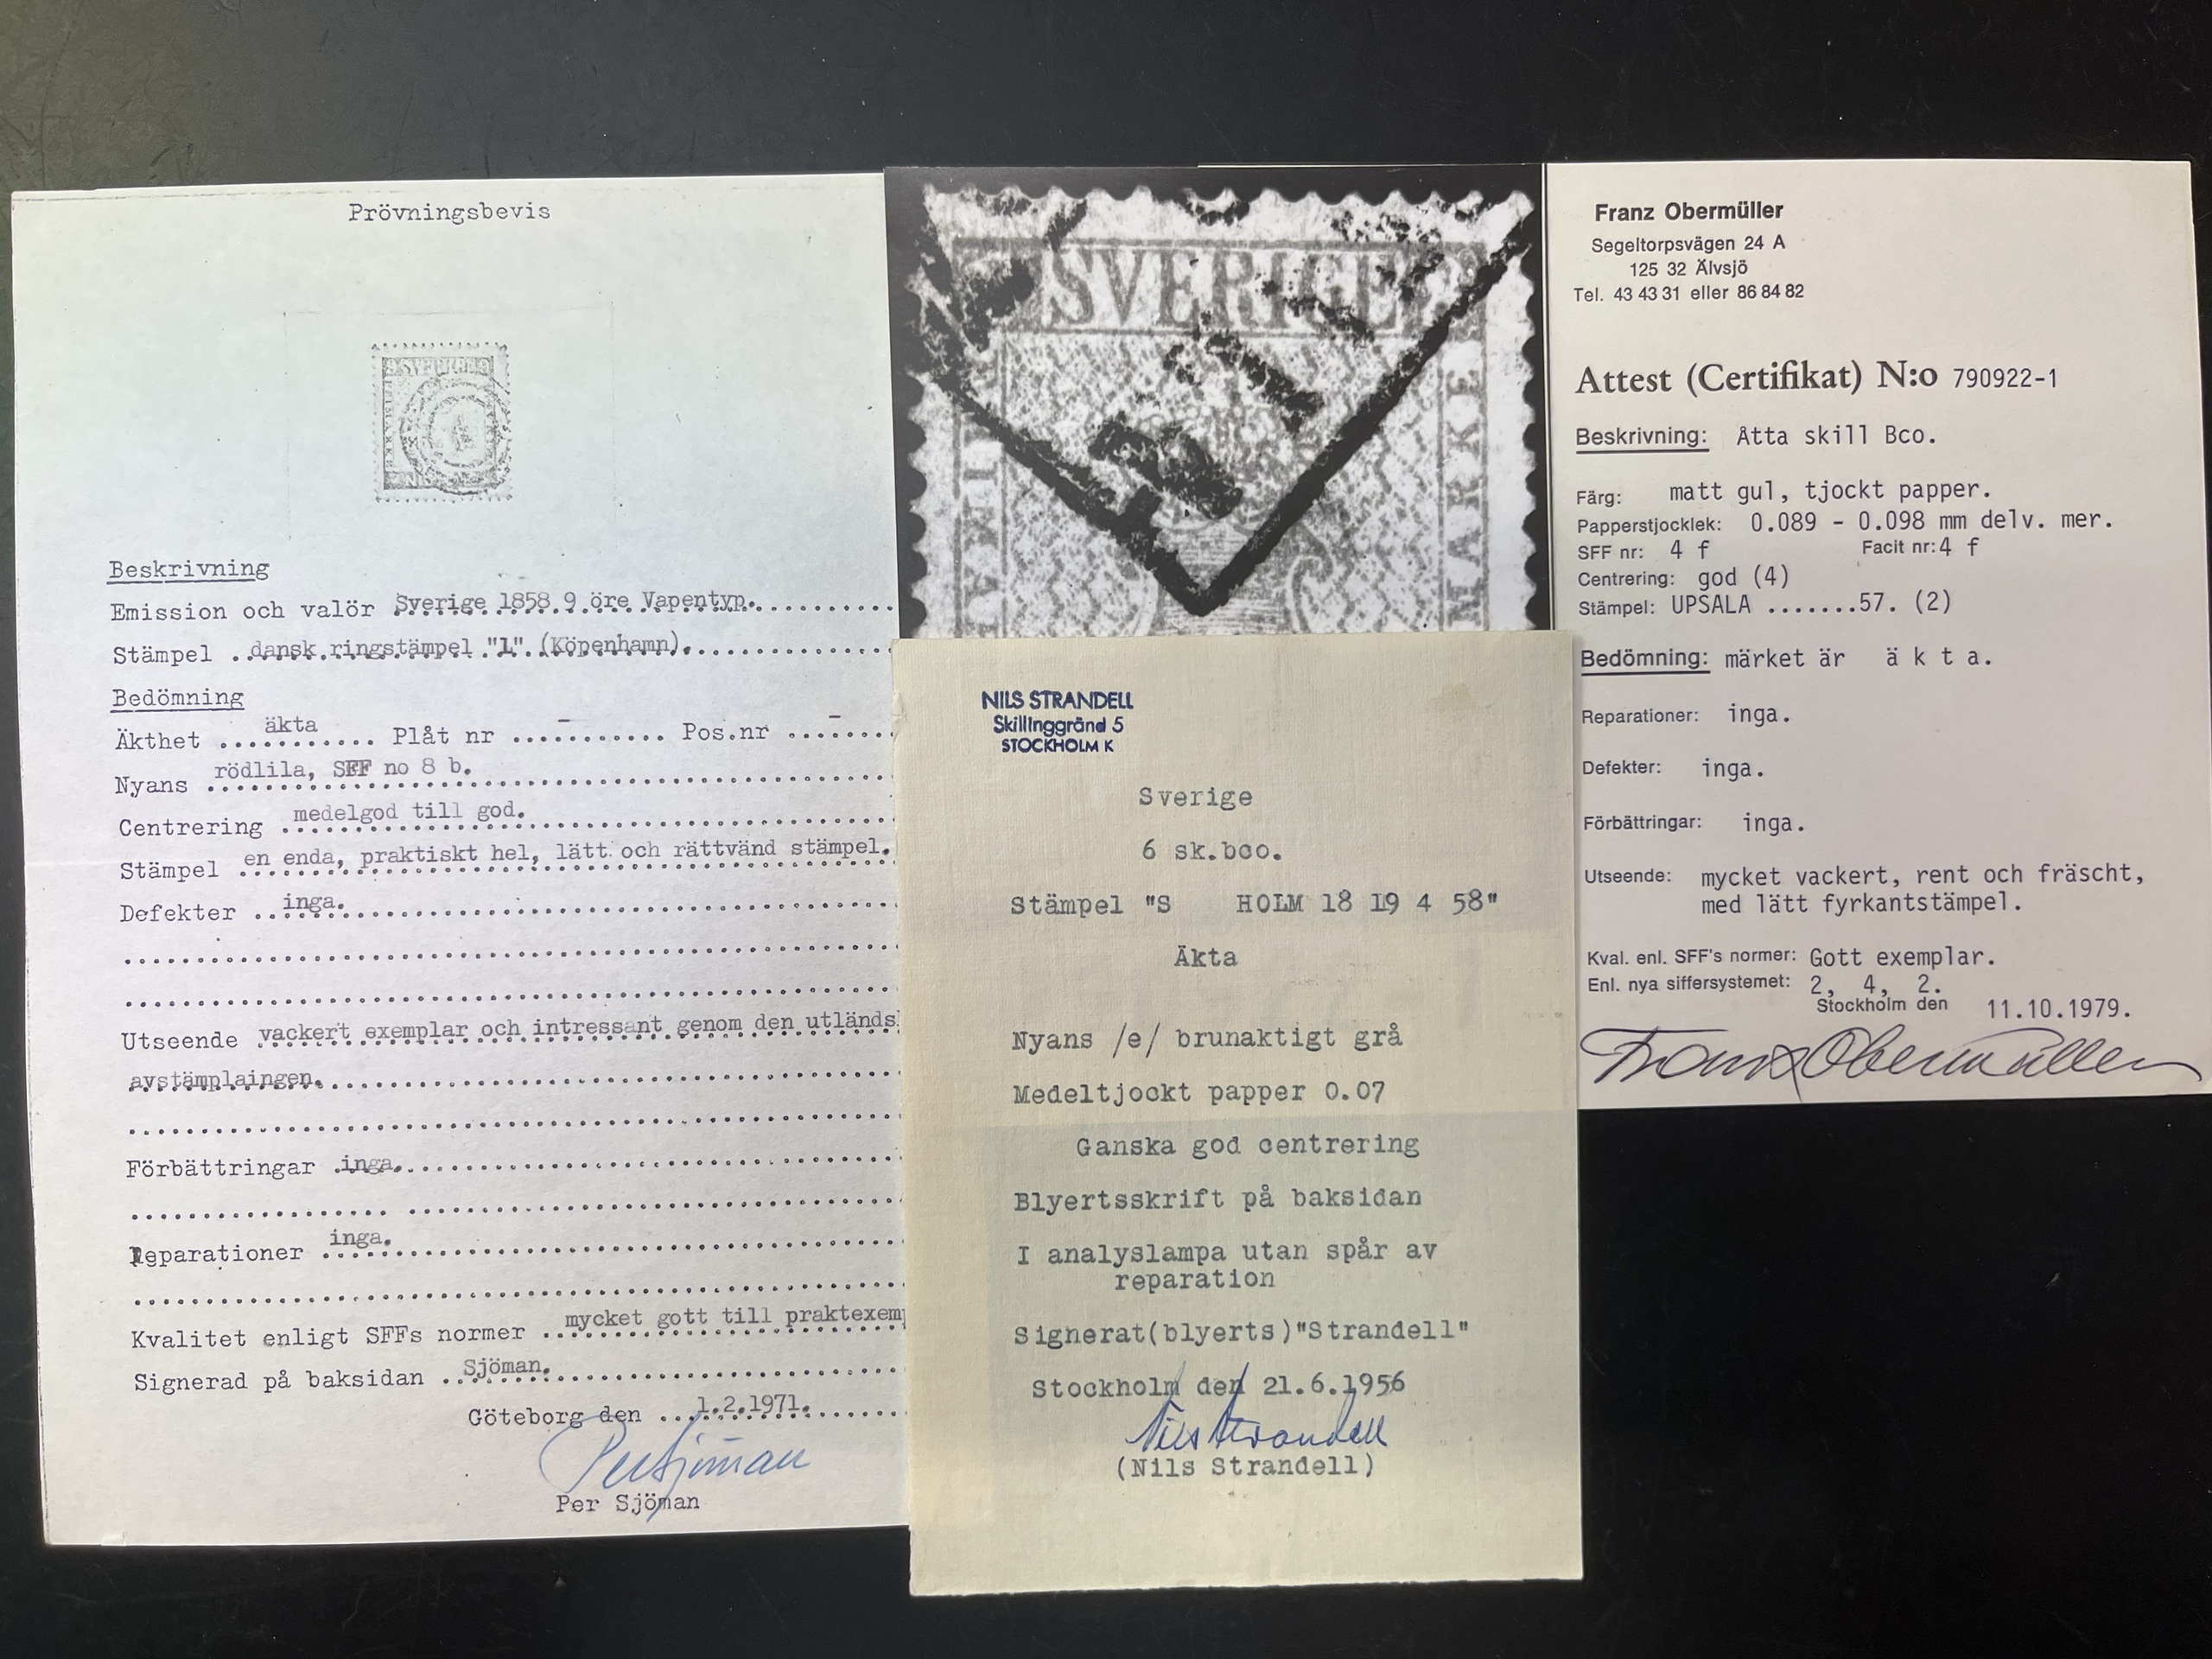 Prövningsbevis
Beskrivning
Emission och valör Sverige 1858.9 öre Vapentyp.
Stämpel dansk ringstämpel "1" (Köpenhamn).
Bedömning
Äkthet äkta Plåt nr - Pos.nr -
Nyans rödlila, SFF no 8 b.
Centrering medelgod till god.
Stämpel en enda, praktiskt hel, lätt och rättvänd stämpel.
Defekter inga.
Utseende vackert exemplar och intressant genom den utländs
avstämplaingen.
Förbättringar inga.
Reparationer inga.
Kvalitet enligt SFFs normer mycket gott till praktexemp
Signerad på baksidan Sjöman.
Göteborg den 1.2.1971.
Per Sjöman
Per Sjöman
SVERIGE
MARKE
NILS STRANDELL
Skillinggränd 5
STOCKHOLM K
Sverige
6 sk.bco.
Stämpel "S HOLM 18 19 4 58"
Äkta
Nyans /e/ brunaktigt grå
Medeltjockt papper 0.07
Ganska god centrering
Blyertsskrift på baksidan
I analyslampa utan spår av
reparation
Signerat(blyerts)"Strandell"
Stockholm den 21.6.1956
Nils Strandell
(Nils Strandell)
Franz Obermüller
Segeltorpsvägen 24 A
125 32 Älvsjö
Tel. 43 43 31 eller 86 84 82
Attest (Certifikat) N:o 790922-1
Beskrivning: Åtta skill Bco.
Färg: matt gul, tjockt papper.
Papperstjocklek: 0.089 - 0.098 mm delv. mer.
SFF nr: 4 f Facit nr: 4 f
Centrering: god (4)
Stämpel: UPSALA .......57. (2)
Bedömning: märket är ä k t a.
Reparationer: inga.
Defekter: inga.
Förbättringar: inga.
Utseende: mycket vackert, rent och fräscht,
med lätt fyrkantstämpel.
Kval. enl. SFF's normer: Gott exemplar.
Enl. nya siffersystemet: 2, 4, 2.
Stockholm den 11.10.1979.
Franz Obermüller